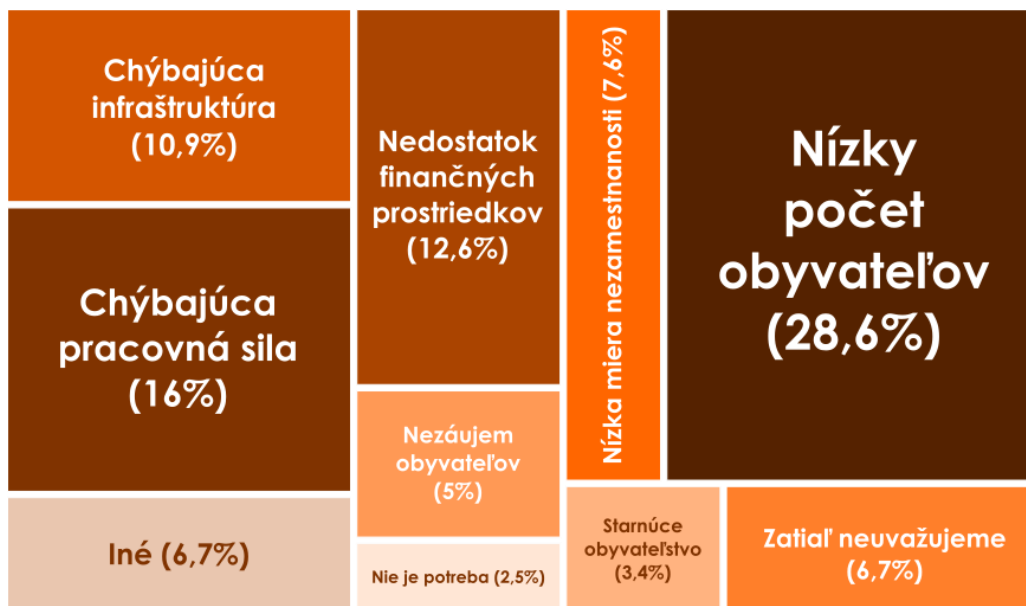 Chýbajúca
infraštruktúra
(10,9%)
Chýbajúca
pracovná sila
(16%)
Iné (6,7%)
Nedostatok
finančných
prostriedkov
(12,6%)
Nezáujem
obyvateľov
(5%)
Nie je potreba (2,5%)
Nízka miera nezamestnanosti (7,6%)
Nízky
počet
obyvateľov
(28,6%)
Starnúce
obyvateľstvo
(3,4%)
Zatiaľ neuvažujeme
(6,7%)